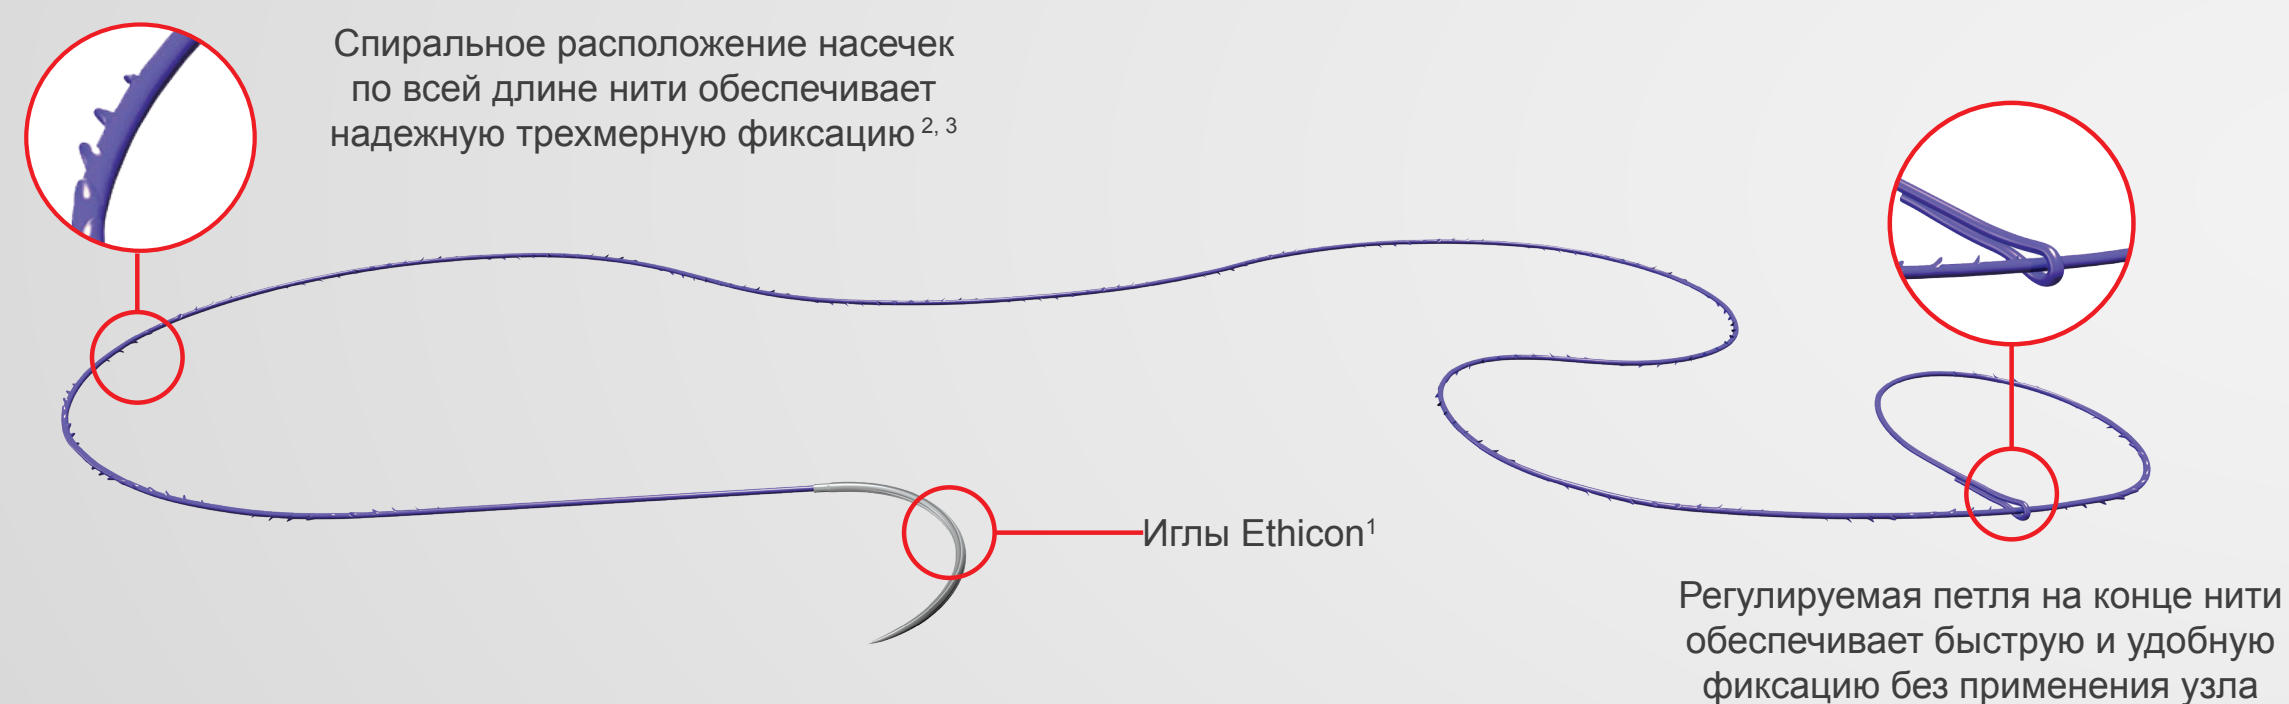 Спиральное расположение насечек
по всей длине нити обеспечивает
надежную трехмерную фиксацию 2, 3
Иглы Ethicon1
Регулируемая петля на конце нити
обеспечивает быструю и удобную
фиксацию без применения узла